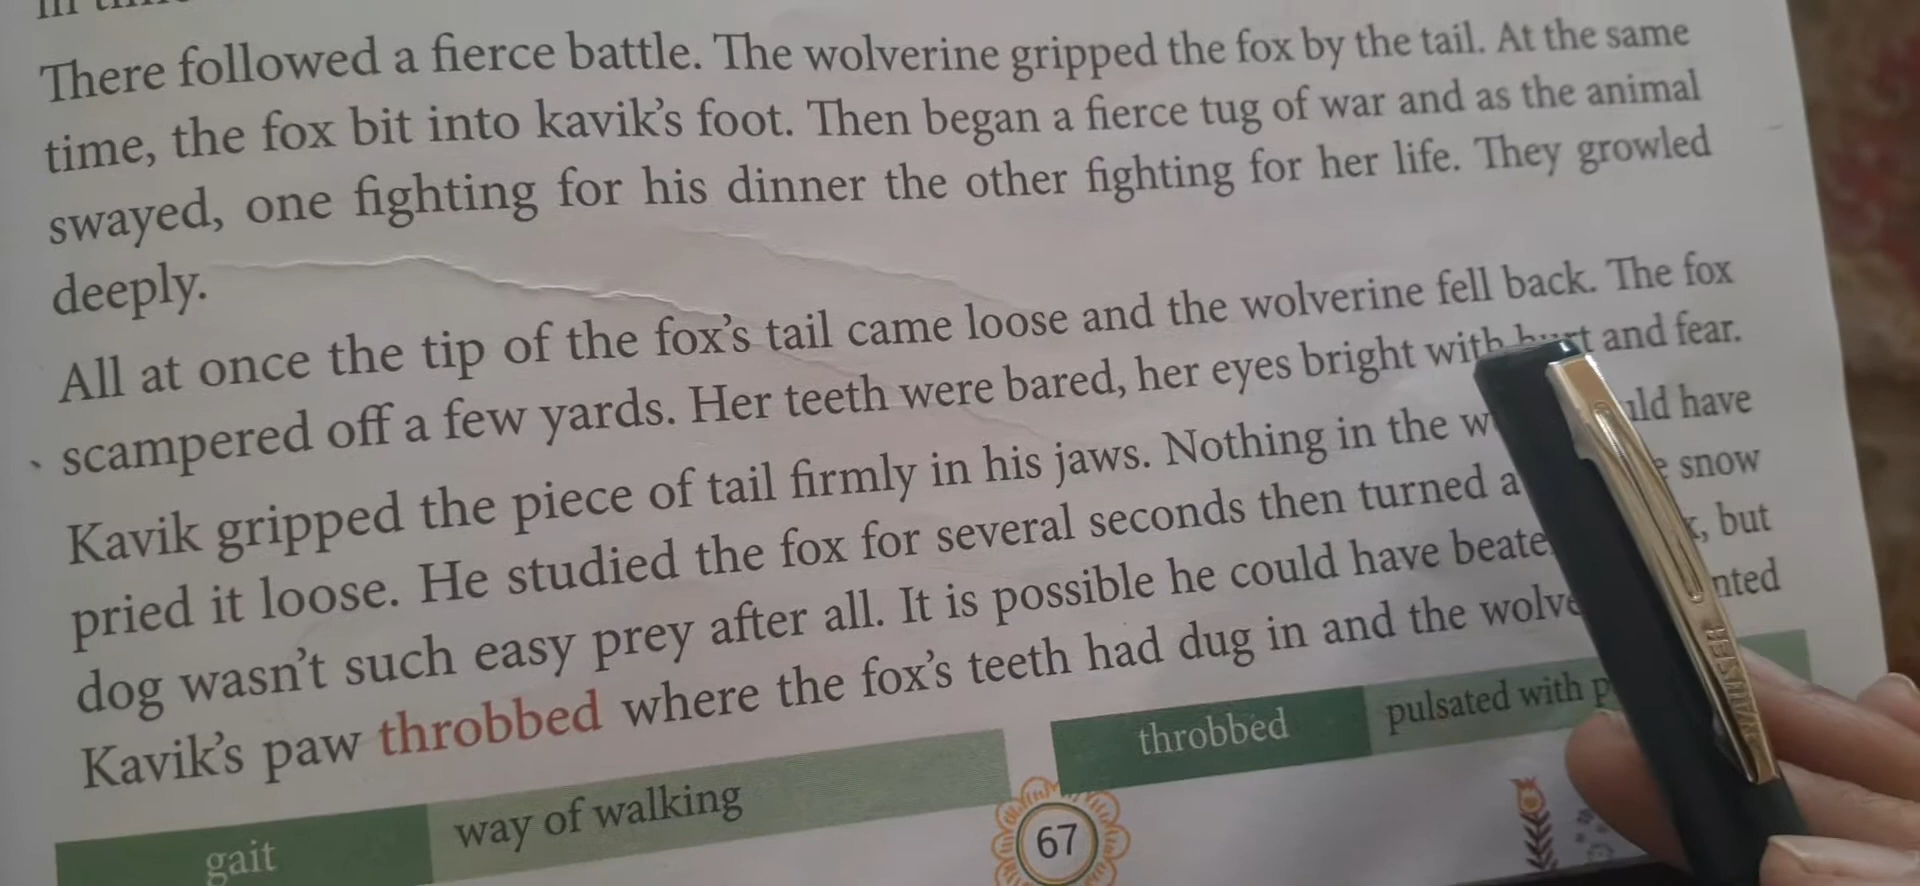 There followed a fierce battle. The wolverine gripped the fox by the tail. At the same
time, the fox bit into kavik's foot. Then began a fierce tug of war and as the animal
swayed, one fighting for his dinner the other fighting for her life. They growled
deeply.
All at once the tip of the fox's tail came loose and the wolverine fell back. The fox
scampered off a few yards. Her teeth were bared, her eyes bright with hurt and fear.
Kavik gripped the piece of tail firmly in his jaws. Nothing in the have
pried it loose. He studied the fox for several seconds then turned snow
dog wasn't such easy prey after all. It is possible he could have but
Kavik's paw throbbed where the fox's teeth had dug in and the
throbbed pulsated with
gait way of walking
67